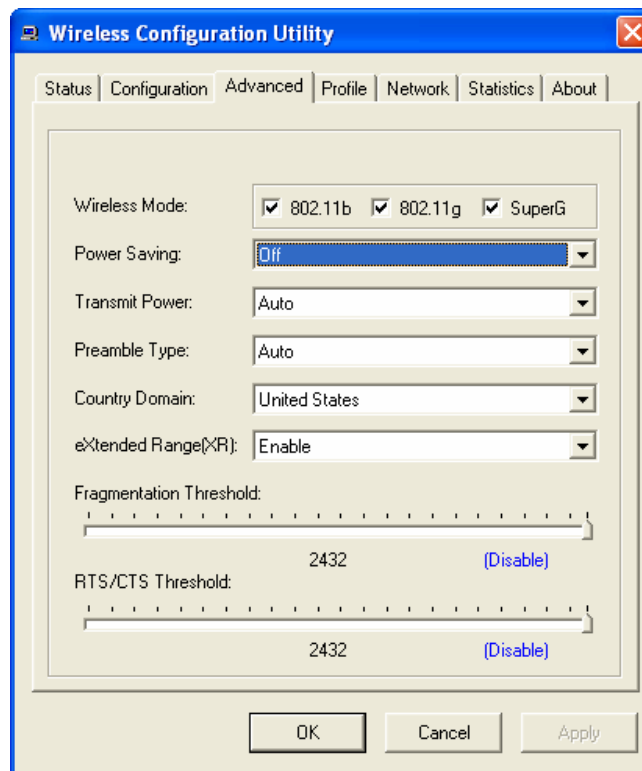 Wireless Configuration Utility
Status Configuration Advanced Profile Network Statistics About
Wireless Mode: 802.11b 802.11g SuperG
Power Saving: Off
Transmit Power: Auto
Preamble Type: Auto
Country Domain: United States
eXtended Range(XR): Enable
Fragmentation Threshold:
2432 (Disable)
RTS/CTS Threshold:
2432 (Disable)
OK Cancel Apply